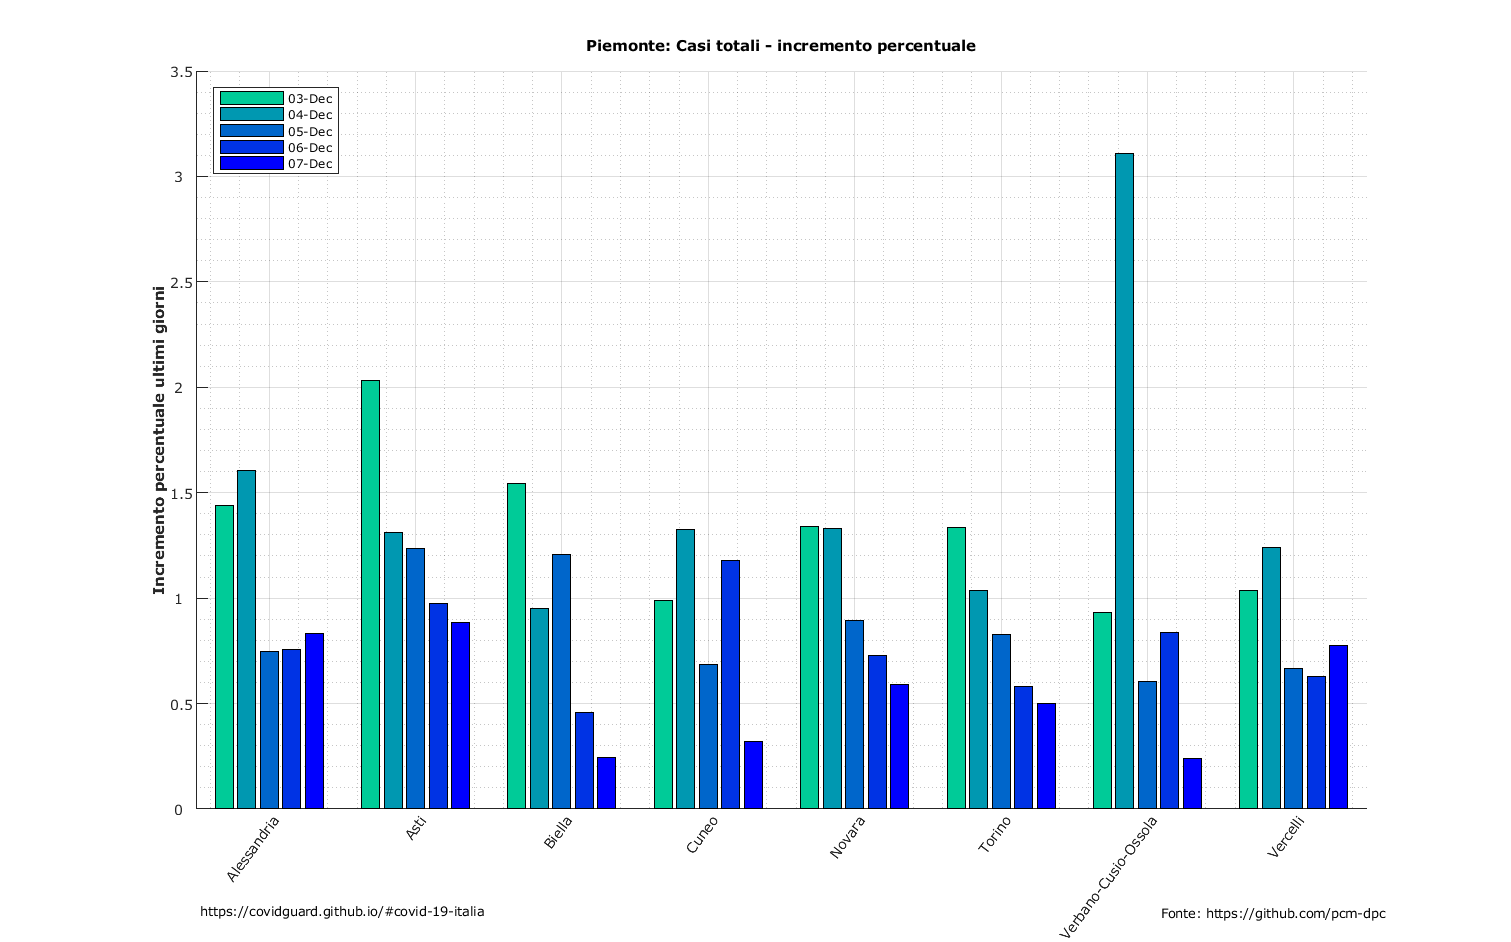 Piemonte: Casi totali - incremento percentuale
Incremento percentuale ultimi giorni
3.5
3
2.5
2
1.5
1
0.5
0
03-Dec
04-Dec
05-Dec
06-Dec
07-Dec
Alessandria
Asti
Biella
Cuneo
Novara
Torino
Verbano-Cusio-Ossola
Vercelli
https://covidguard.github.io/#covid-19-italia
Fonte: https://github.com/pcm-dpc